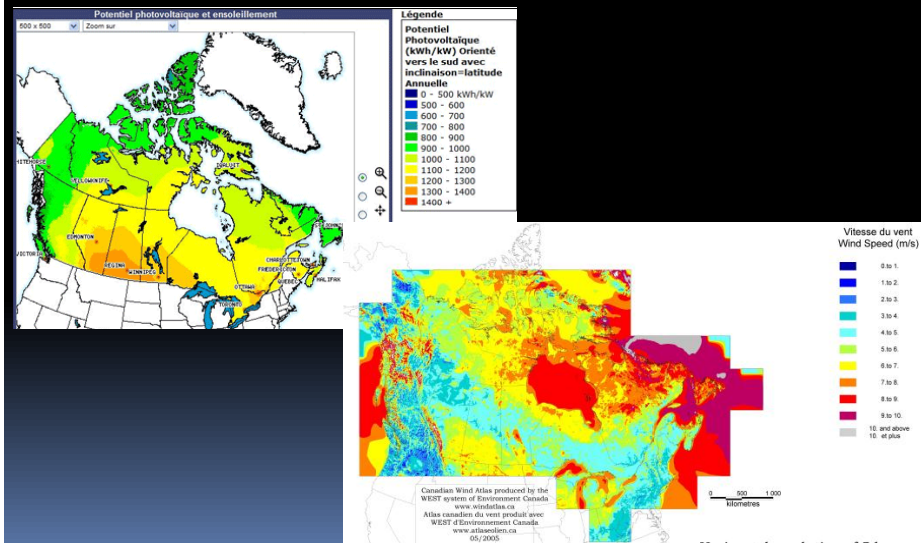 Potentiel photovoltaïque et ensoleillement
500 x 500
Zoom sur
Légende
Potentiel
Photovoltaïque
(kWh/kW) Orienté
vers le sud avec
inclinaison=latitude
Annuelle
0 - 500 kWh/kW
500 - 600
600 - 700
700 - 800
800 - 900
900 - 1000
1000 - 1100
1100 - 1200
1200 - 1300
1300 - 1400
1400 +
WHITEHORSE
YELLOWKNIFE
IQALUIT
EDMONTON
VICTORIA
REGINA
WINNIPEG
OTTAWA
TORONTO
CHARLOTTETOWN
FREDERICTON
QUEBEC
HALIFAX
Vitesse du vent
Wind Speed (m/s)
0.to 1.
1.to 2.
2.to 3.
3.to 4.
4.to 5.
5.to 6.
6.to 7.
7.to 8.
8.to 9.
9.to 10.
10. and above
10. et plus
0 500 1 000
kilometres
Canadian Wind Atlas produced by the
WEST system of Environment Canada
www.windatlas.ca
Atlas canadien du vent produit avec
WEST d'Environnement Canada
www.atlaseolien.ca
05/2005